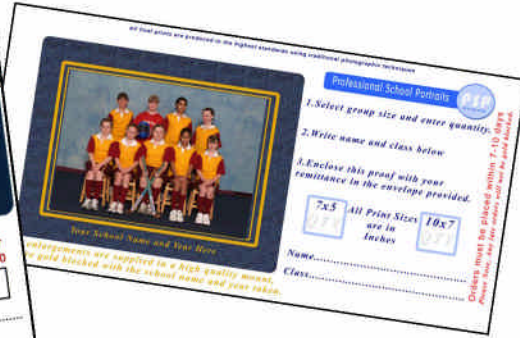 all final prints are produced to the highest standards using traditional photographic techniques
Professional School Portraits
PSP
1.Select group size and enter quantity.
2.Write name and class below
3.Enclose this proof with your
remittance in the envelope provided.
7x5
All Print Sizes
are in
Inches
10x7
Name
Class
Your School Name and Year Here
enlargements are supplied in a high quality mount,
gold blocked with the school name and year taken.
Orders must be placed within 7-10 days
Please Note. Any late orders will not be gold blocked.
0